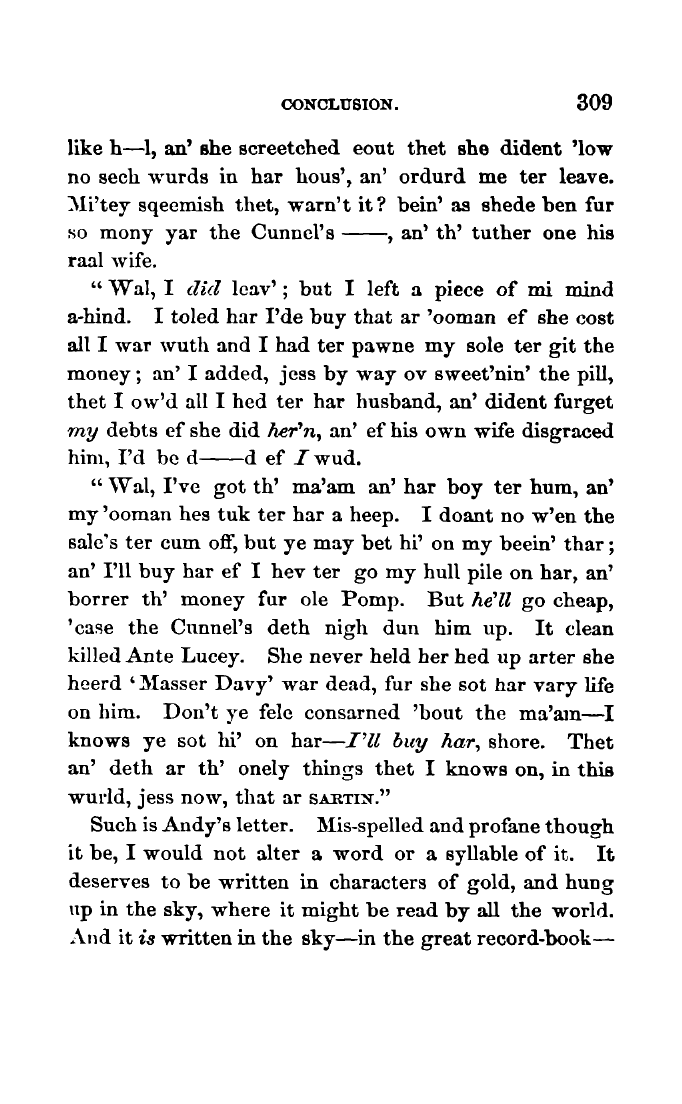 CONCLUSION. 309
like h—l, an' she screetched eout thet she dident 'low
no sech wurds in har hous', an' ordurd me ter leave.
Mi'tey sqeemish thet, warn't it? bein' as shede ben fur
so mony yar the Cunnel's ——, an' th' tuther one his
raal wife.
“ Wal, I did leav' ; but I left a piece of mi mind
a-hind. I toled har I'de buy that ar 'ooman ef she cost
all I war wuth and I had ter pawne my sole ter git the
money ; an' I added, jess by way ov sweet'nin' the pill,
thet I ow'd all I hed ter har husband, an' dident furget
my debts ef she did her'n, an' ef his own wife disgraced
him, I'd be d——d ef I wud.
“ Wal, I've got th' ma'am an' har boy ter hum, an'
my 'ooman hes tuk ter har a heep. I doant no w'en the
sale's ter cum off, but ye may bet hi' on my beein' thar ;
an' I'll buy har ef I hev ter go my hull pile on har, an'
borrer th' money fur ole Pomp. But he'll go cheap,
'case the Cunnel's deth nigh dun him up. It clean
killed Ante Lucey. She never held her hed up arter she
heerd ‘ Masser Davy' war dead, fur she sot har vary life
on him. Don't ye fele consarned 'bout the ma'am—I
knows ye sot hi' on har—I'll buy har, shore. Thet
an' deth ar th' onely things thet I knows on, in this
wurld, jess now, that ar SARTIN.”
Such is Andy's letter. Mis-spelled and profane though
it be, I would not alter a word or a syllable of it. It
deserves to be written in characters of gold, and hung
up in the sky, where it might be read by all the world.
And it is written in the sky—in the great record-book—